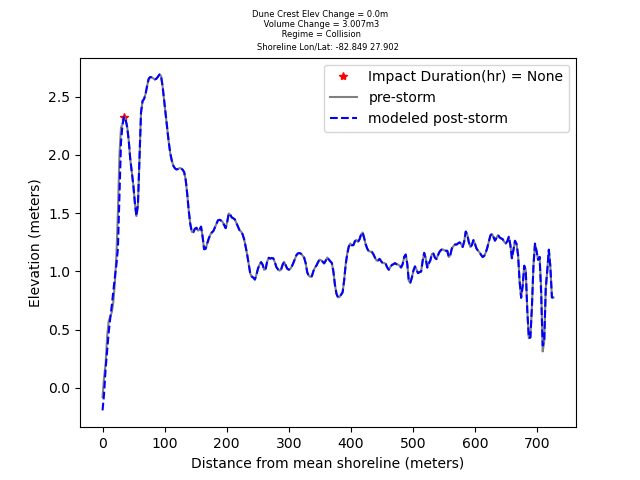 Dune Crest Elev Change = 0.0m
Volume Change = 3.007m3
Regime = Collision
Shoreline Lon/Lat: -82.849 27.902
Impact Duration(hr) = None
pre-storm
modeled post-storm
Elevation (meters)
2.5
2.0
1.5
1.0
0.5
0.0
0 100 200 300 400 500 600 700
Distance from mean shoreline (meters)